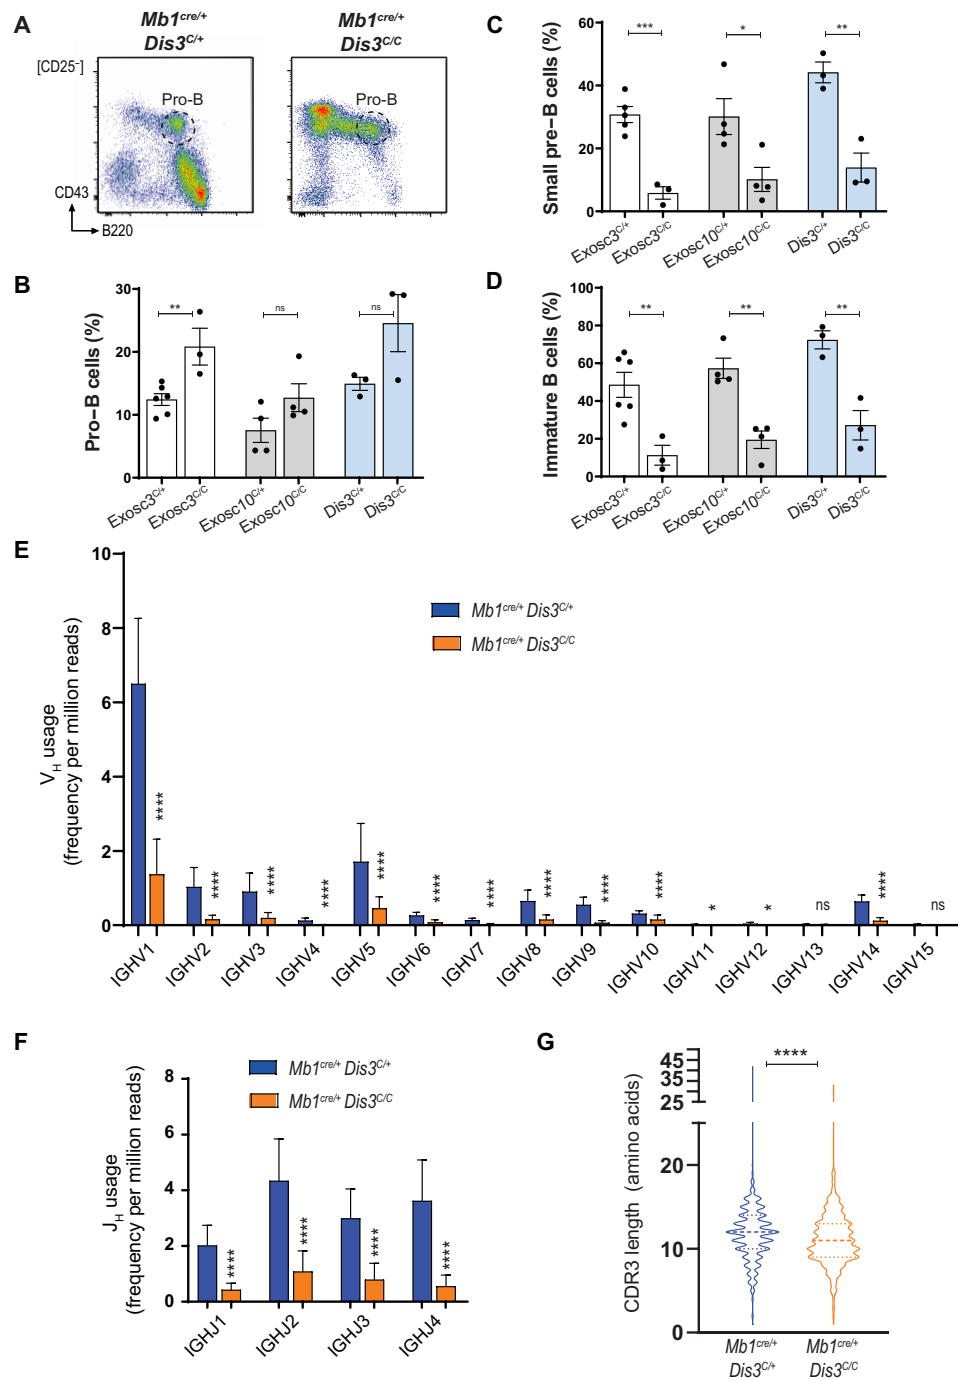 A
Mb1cre/+
Dis3C/+
Mb1cre/+
Dis3C/C
[CD25-]
Pro-B
Pro-B
CD43
B220
B
Pro–B cells (%)
30
20
10
0
**
ns
ns
Exosc3C/+
Exosc3C/C
Exosc10C/+
Exosc10C/C
Dis3C/+
Dis3C/C
C
Small pre–B cells (%)
60
40
20
0
***
*
**
Exosc3C/+
Exosc3C/C
Exosc10C/+
Exosc10C/C
Dis3C/+
Dis3C/C
D
Immature B cells (%)
100
80
60
40
20
0
**
**
**
Exosc3C/+
Exosc3C/C
Exosc10C/+
Exosc10C/C
Dis3C/+
Dis3C/C
E
VH usage
(frequency per million reads)
10
8
6
4
2
0
Mb1cre/+ Dis3C/+
Mb1cre/+ Dis3C/C
****
****
****
****
****
****
****
****
****
****
*
*
ns
****
ns
IGHV1
IGHV2
IGHV3
IGHV4
IGHV5
IGHV6
IGHV7
IGHV8
IGHV9
IGHV10
IGHV11
IGHV12
IGHV13
IGHV14
IGHV15
F
JH usage
(frequency per million reads)
8
6
4
2
0
Mb1cre/+ Dis3C/+
Mb1cre/+ Dis3C/C
****
****
****
****
IGHJ1
IGHJ2
IGHJ3
IGHJ4
G
CDR3 length (amino acids)
45
35
25
20
10
0
****
Mb1cre/+
Dis3C/+
Mb1cre/+
Dis3C/C